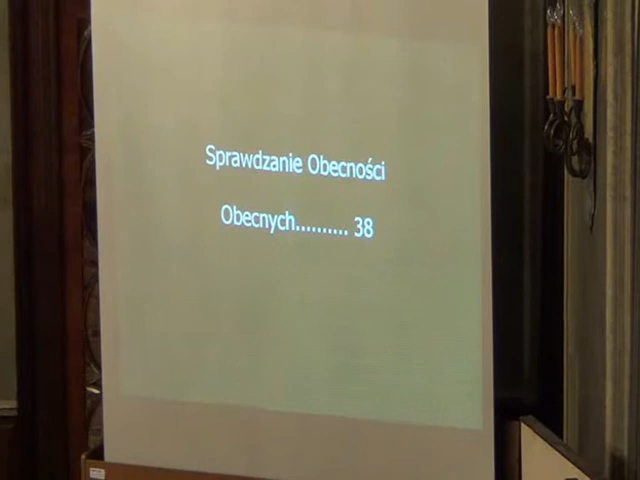 Sprawdzanie Obecności
Obecnych.......... 38